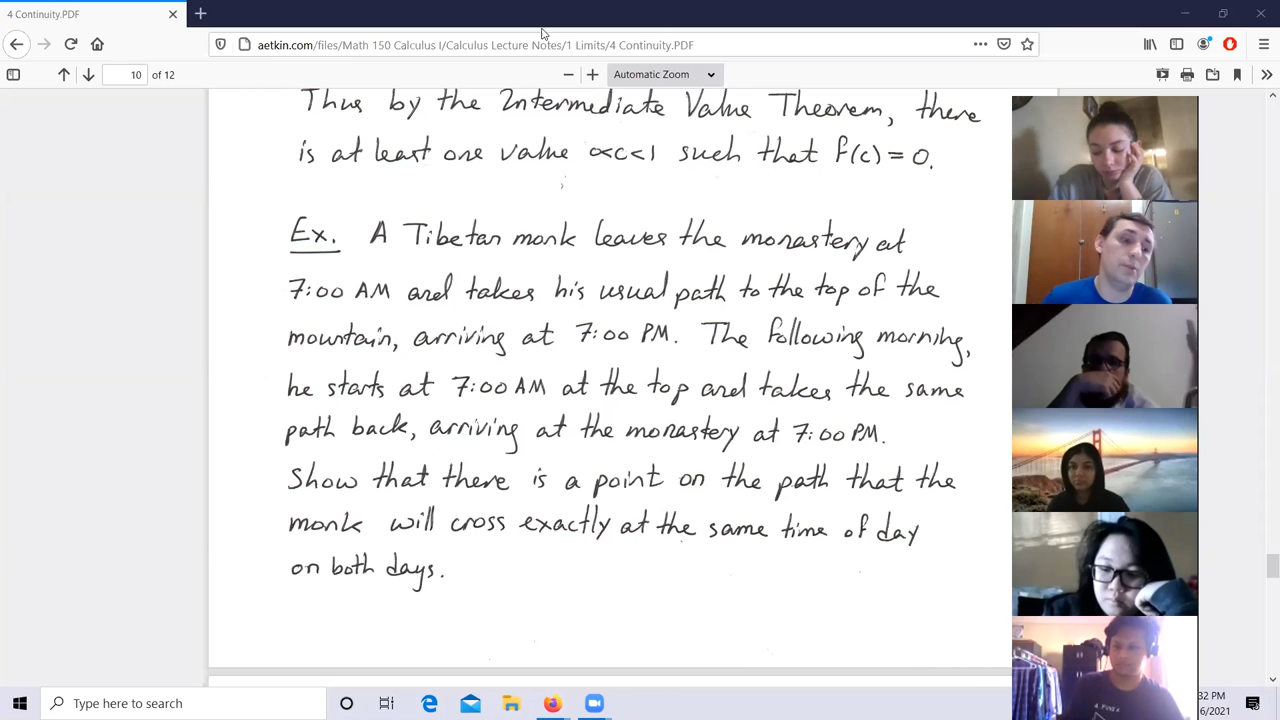 4 Continuity.PDF
aetkin.com/files/Math 150 Calculus I/Calculus Lecture Notes/1 Limits/4 Continuity.PDF
10 of 12
Automatic Zoom
Thus by the Intermediate Value Theorem, there
is at least one value 0<c<1 such that f(c) = 0.
Ex. A Tibetan monk leaves the monastery at
7:00 AM and takes his usual path to the top of the
mountain, arriving at 7:00 PM. The following morning,
he starts at 7:00 AM at the top and takes the same
path back, arriving at the monastery at 7:00 PM.
Show that there is a point on the path that the
monk will cross exactly at the same time of day
on both days.
Type here to search
32 PM
6/2021